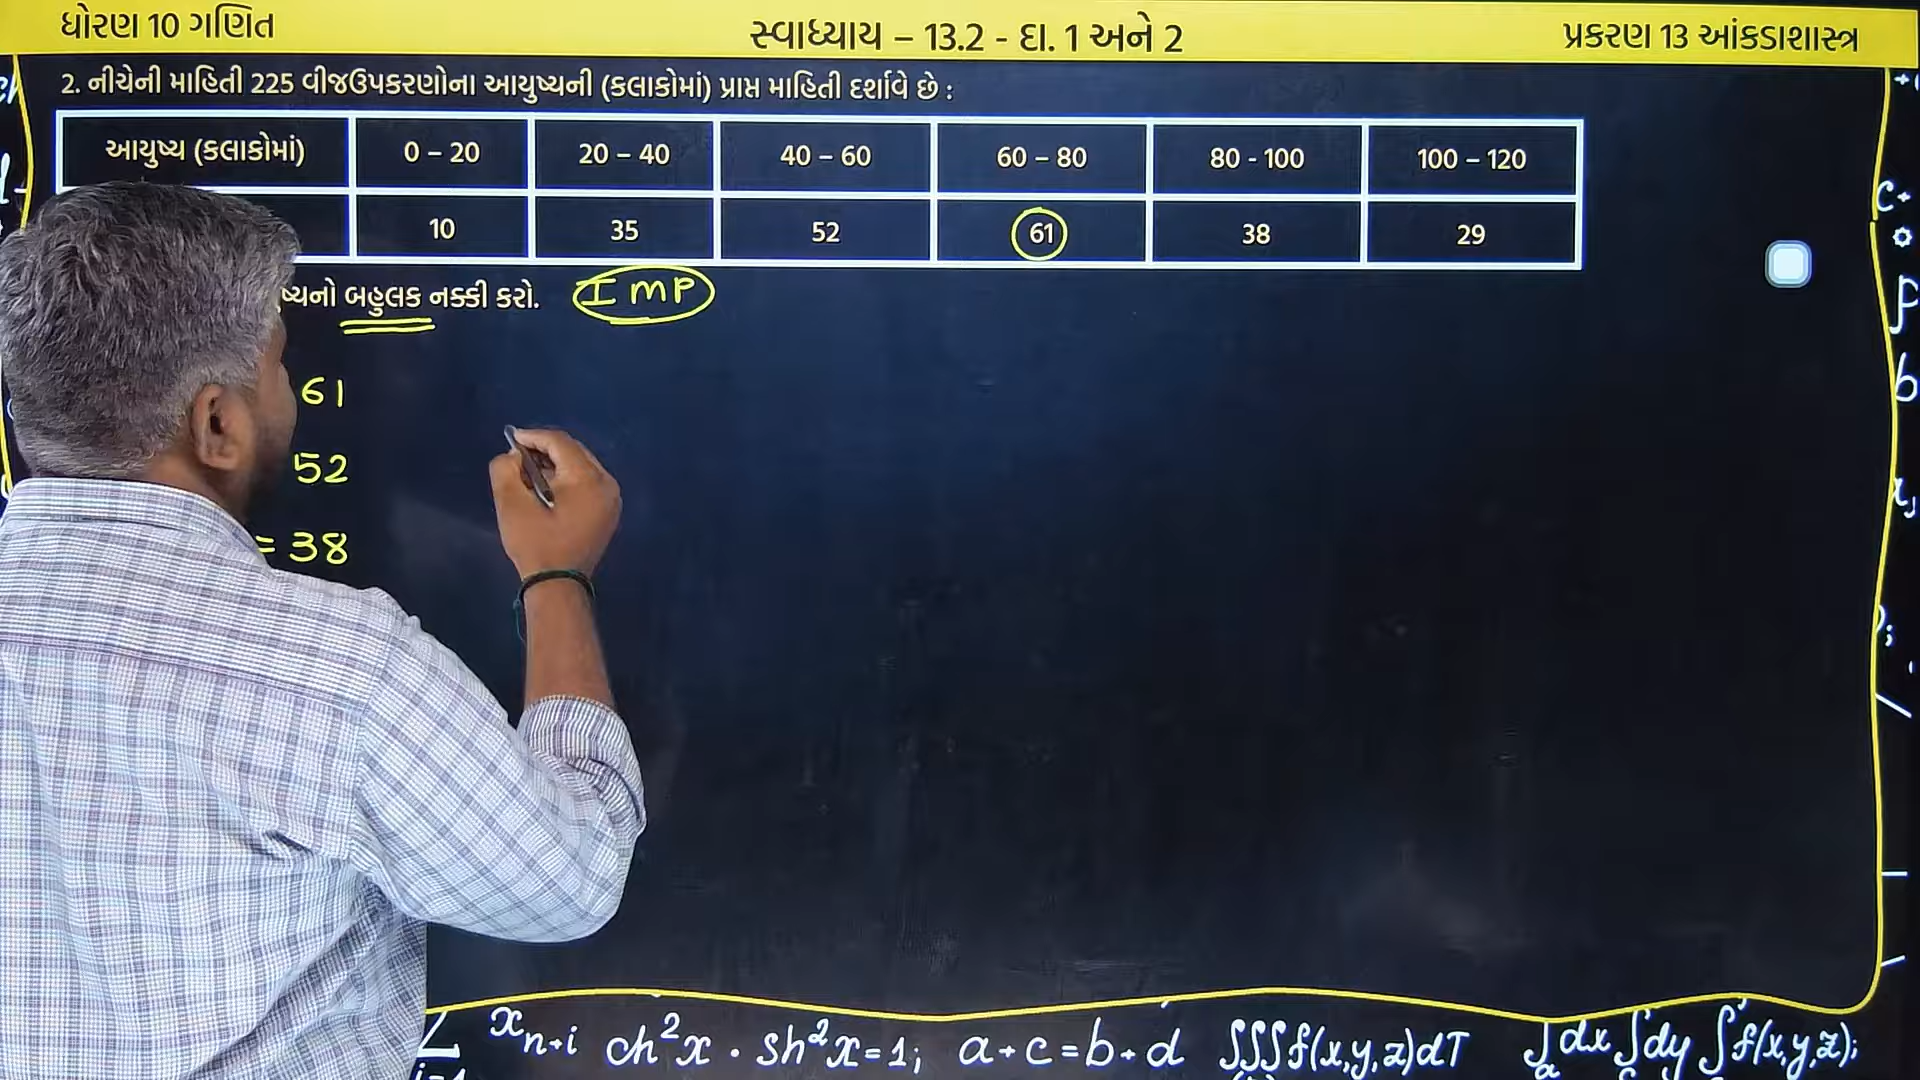 ધોરણ 10 ગણિત
સ્વાધ્યાય – 13.2 - દા. 1 અને 2
પ્રકરણ 13 આંકડાશાસ્ત્ર
2. નીચેની માહિતી 225 વીજઉપકરણોના આયુષ્યની (કલાકોમાં) પ્રાપ્ત માહિતી દર્શાવે છે :
આયુષ્ય (કલાકોમાં) 0 – 20 20 – 40 40 – 60 60 – 80 80 - 100 100 – 120
10 35 52 61 38 29
બહુલક નક્કી કરો. IMP
61
52
= 38
xn+i ch²x · sh²x=1; a+c=b+d ∫∫∫f(x,y,z)dT